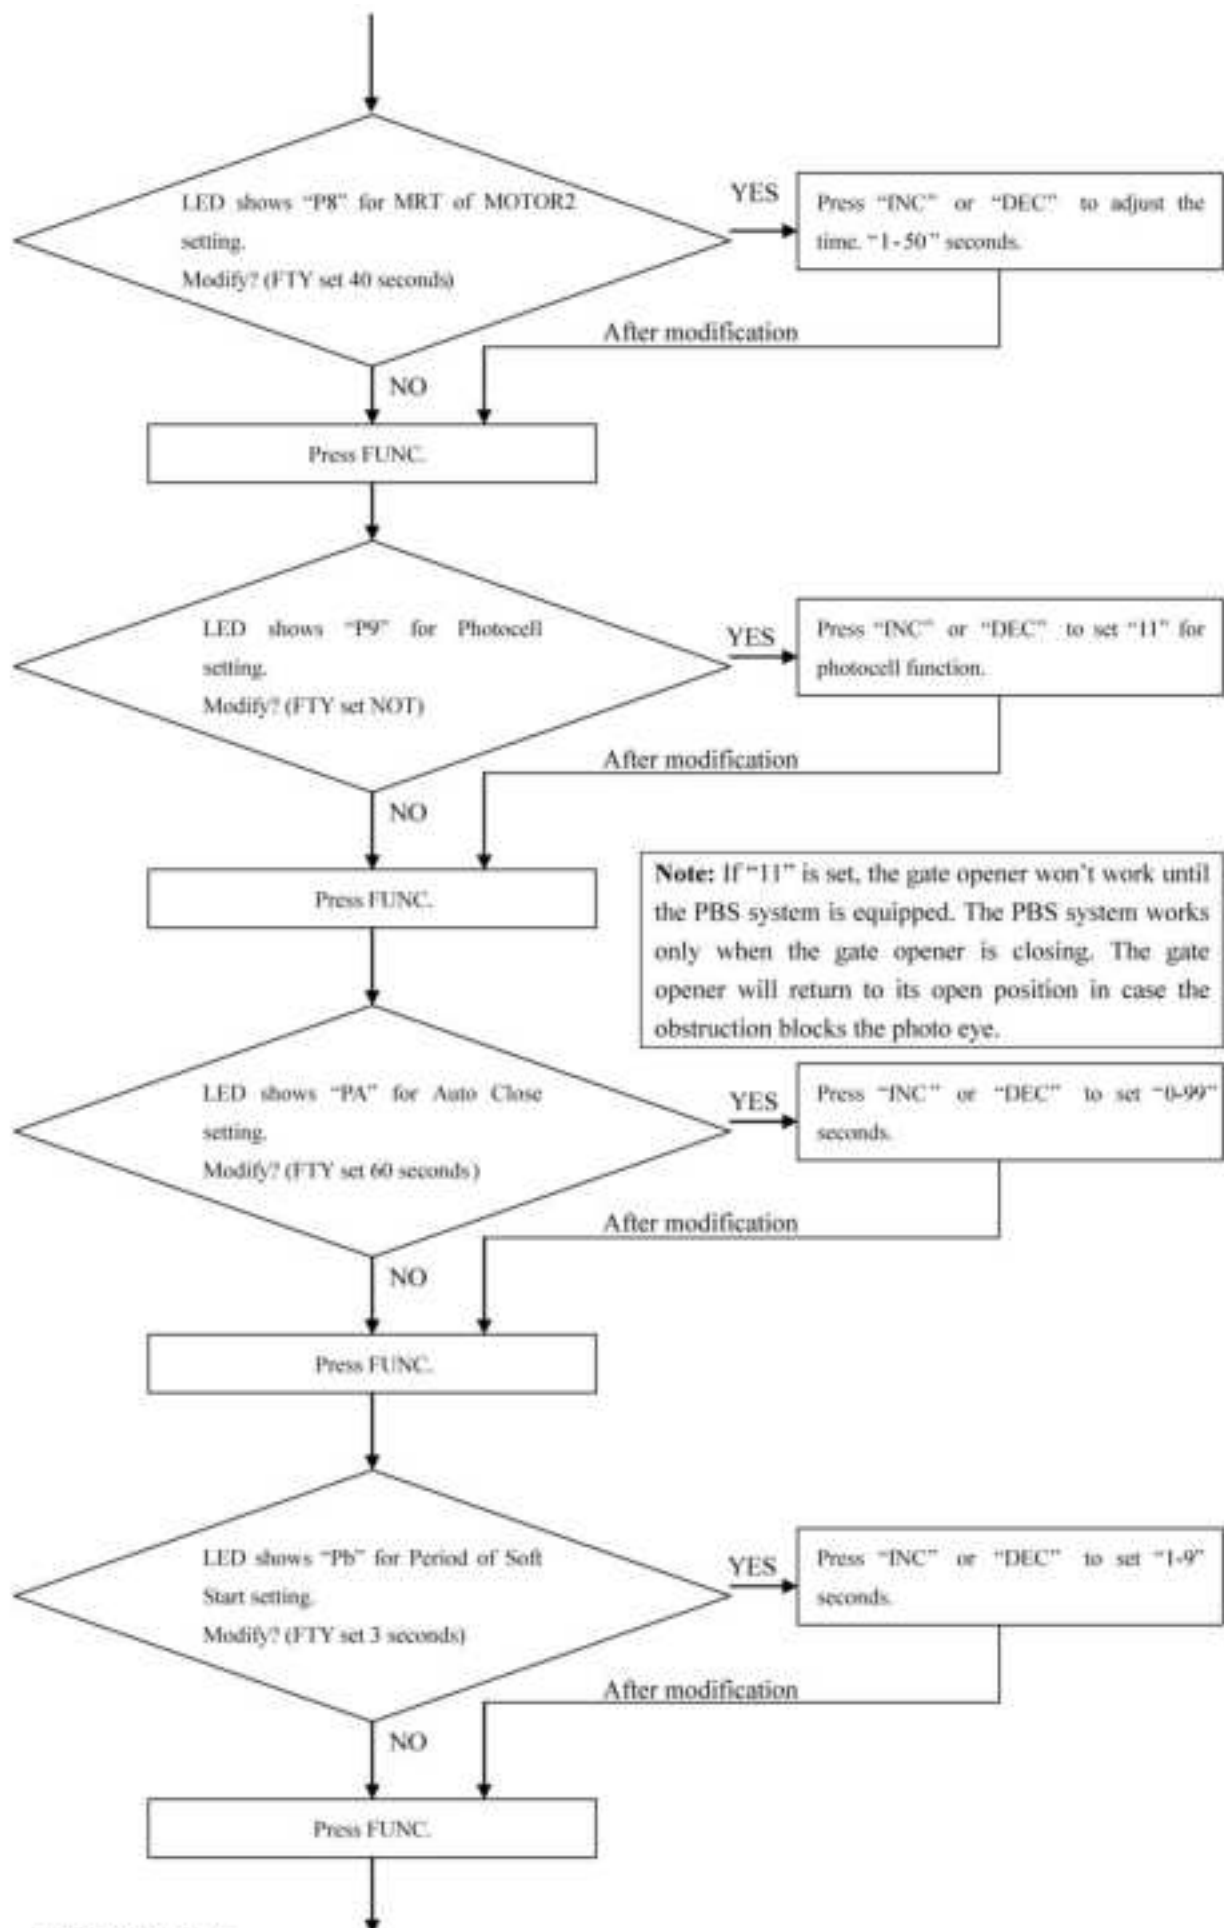 LED shows “P8” for MRT of MOTOR2
setting.
Modify? (FTY set 40 seconds)
YES
Press “INC” or “DEC” to adjust the
time. “1-50” seconds.
After modification
NO
Press FUNC.
LED shows “P9” for Photocell
setting.
Modify? (FTY set NOT)
YES
Press “INC” or “DEC” to set “11” for
photocell function.
After modification
NO
Press FUNC.
Note: If “11” is set, the gate opener won’t work until
the PBS system is equipped. The PBS system works
only when the gate opener is closing. The gate
opener will return to its open position in case the
obstruction blocks the photo eye.
LED shows “PA” for Auto Close
setting.
Modify? (FTY set 60 seconds)
YES
Press “INC” or “DEC” to set “0-99”
seconds.
After modification
NO
Press FUNC.
LED shows “Pb” for Period of Soft
Start setting.
Modify? (FTY set 3 seconds)
YES
Press “INC” or “DEC” to set “1-9”
seconds.
After modification
NO
Press FUNC.